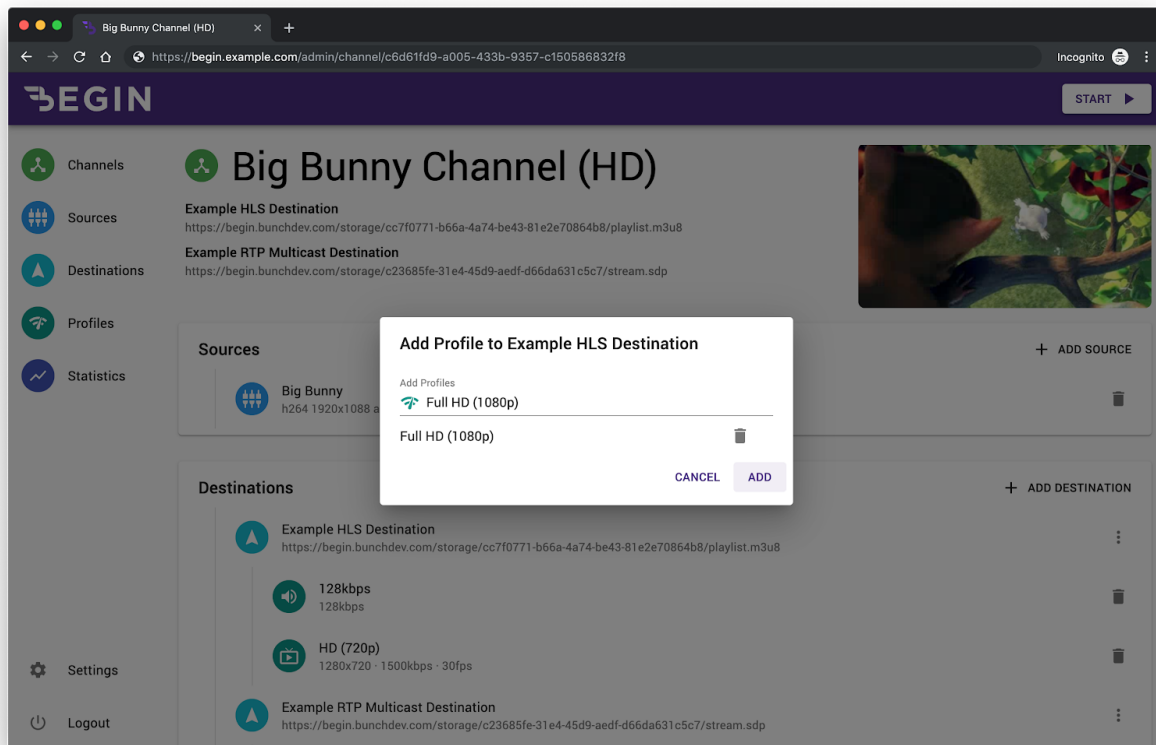 Big Bunny Channel (HD)
https://begin.example.com/admin/channel/c6d61fd9-a005-433b-9357-c150586832f8
Incognito
BEGIN
START
Channels
Sources
Destinations
Profiles
Statistics
Settings
Logout
Big Bunny Channel (HD)
Example HLS Destination
https://begin.bunchdev.com/storage/cc7f0771-b66a-4a74-be43-81e2e70864b8/playlist.m3u8
Example RTP Multicast Destination
https://begin.bunchdev.com/storage/c23685fe-31e4-45d9-aedf-d66da631c5c7/stream.sdp
Sources
ADD SOURCE
Big Bunny
h264 1920x1088 a
Add Profile to Example HLS Destination
Add Profiles
Full HD (1080p)
Full HD (1080p)
CANCEL
ADD
Destinations
ADD DESTINATION
Example HLS Destination
https://begin.bunchdev.com/storage/cc7f0771-b66a-4a74-be43-81e2e70864b8/playlist.m3u8
128kbps
128kbps
HD (720p)
1280x720 · 1500kbps · 30fps
Example RTP Multicast Destination
https://begin.bunchdev.com/storage/c23685fe-31e4-45d9-aedf-d66da631c5c7/stream.sdp